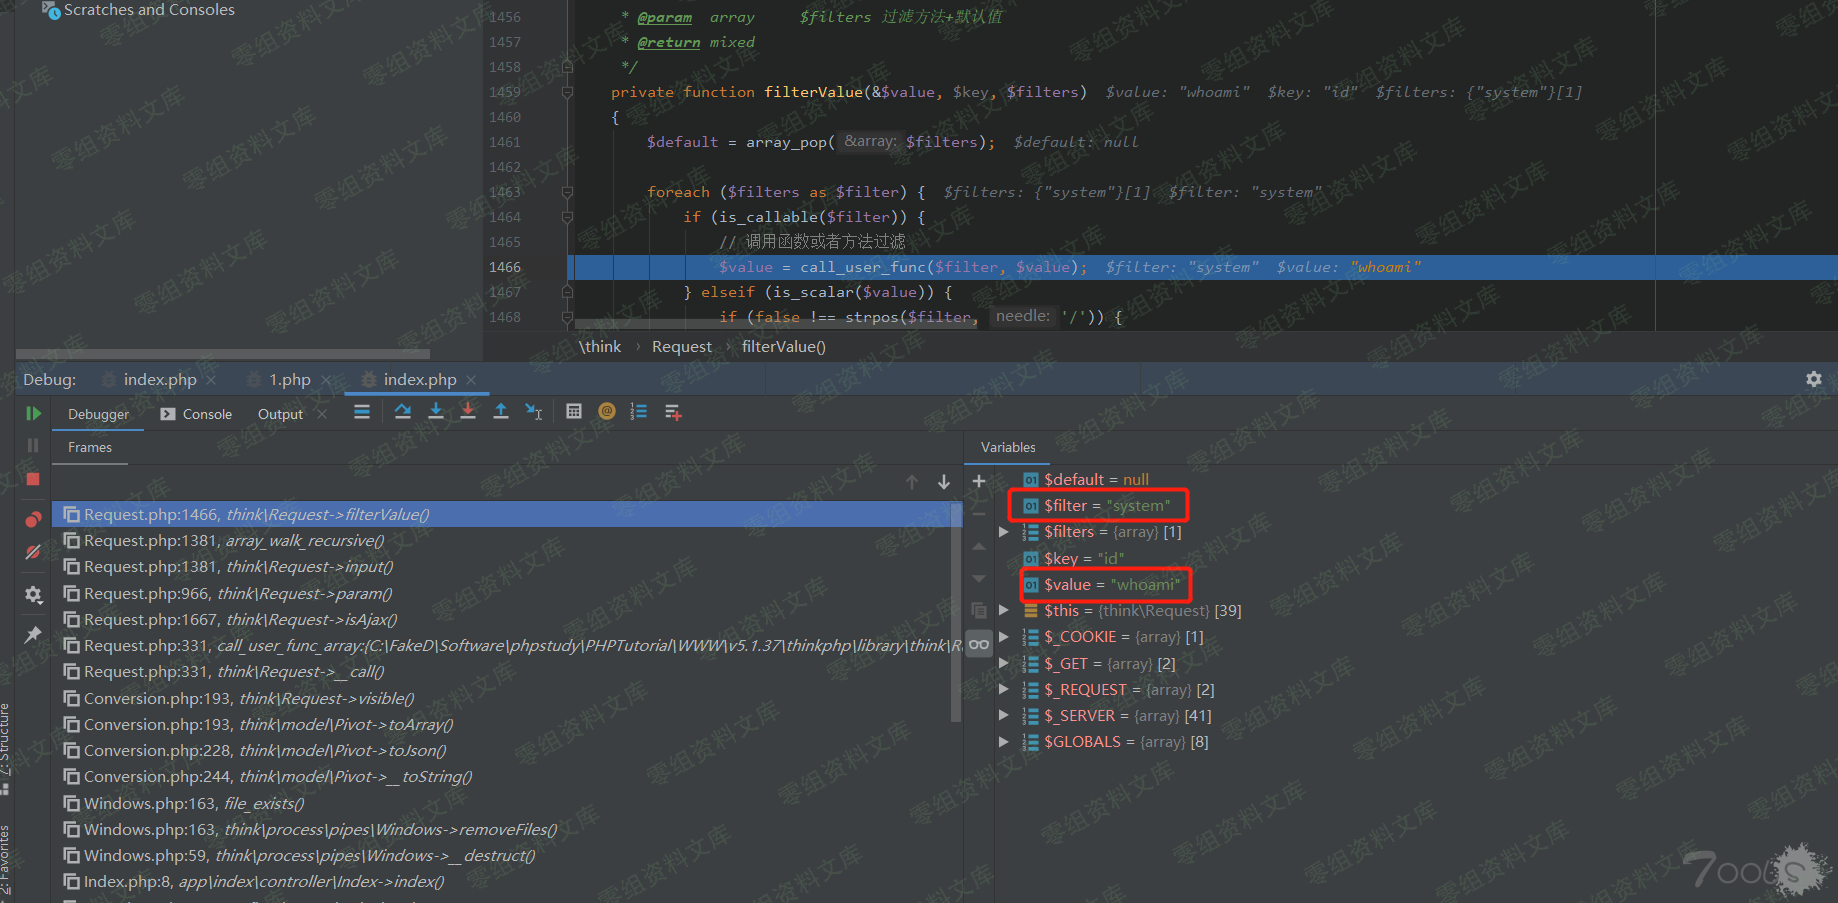 Scratches and Consoles
1456 * @param array $filters 过滤方法+默认值
1457 * @return mixed
1458 */
1459 private function filterValue(&$value, $key, $filters) $value: "whoami" $key: "id" $filters: {"system"}[1]
1460 {
1461 $default = array_pop( &array: $filters); $default: null
1462
1463 foreach ($filters as $filter) { $filters: {"system"}[1] $filter: "system"
1464 if (is_callable($filter)) {
1465 // 调用函数或者方法过滤
1466 $value = call_user_func($filter, $value); $filter: "system" $value: "whoami"
1467 } elseif (is_scalar($value)) {
1468 if (false !== strpos($filter, needle: '/')) {
\think › Request › filterValue()
Debug: index.php × 1.php × index.php ×
Debugger Console Output ×
Frames
Request.php:1466, think\Request->filterValue()
Request.php:1381, array_walk_recursive()
Request.php:1381, think\Request->input()
Request.php:966, think\Request->param()
Request.php:1667, think\Request->isAjax()
Request.php:331, call_user_func_array:{C:\FakeD\Software\phpstudy\PHPTutorial\WWW\v5.1.37\thinkphp\library\think\R
Request.php:331, think\Request->__call()
Conversion.php:193, think\Request->visible()
Conversion.php:193, think\model\Pivot->toArray()
Conversion.php:228, think\model\Pivot->toJson()
Conversion.php:244, think\model\Pivot->__toString()
Windows.php:163, file_exists()
Windows.php:163, think\process\pipes\Windows->removeFiles()
Windows.php:59, think\process\pipes\Windows->__destruct()
Index.php:8, app\index\controller\Index->index()
Variables
$default = null
$filter = "system"
$filters = {array} [1]
$key = "id"
$value = "whoami"
$this = {think\Request} [39]
$_COOKIE = {array} [1]
$_GET = {array} [2]
$_REQUEST = {array} [2]
$_SERVER = {array} [41]
$GLOBALS = {array} [8]
7: Structure
2: Favorites
零组资料文库
7ools